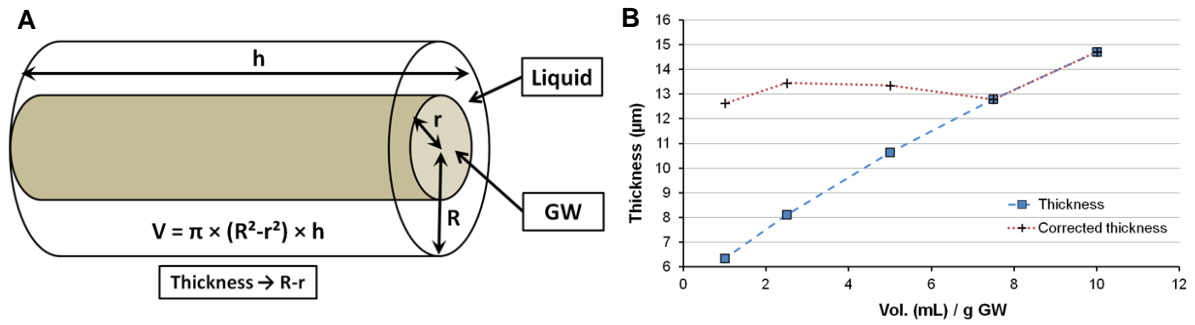 A
h
Liquid
r
R
GW
V = π × (R²-r²) × h
Thickness → R-r
B
16
15
14
13
12
11
10
9
8
7
6
Thickness (µm)
Thickness
Corrected thickness
0
2
4
6
8
10
12
Vol. (mL) / g GW